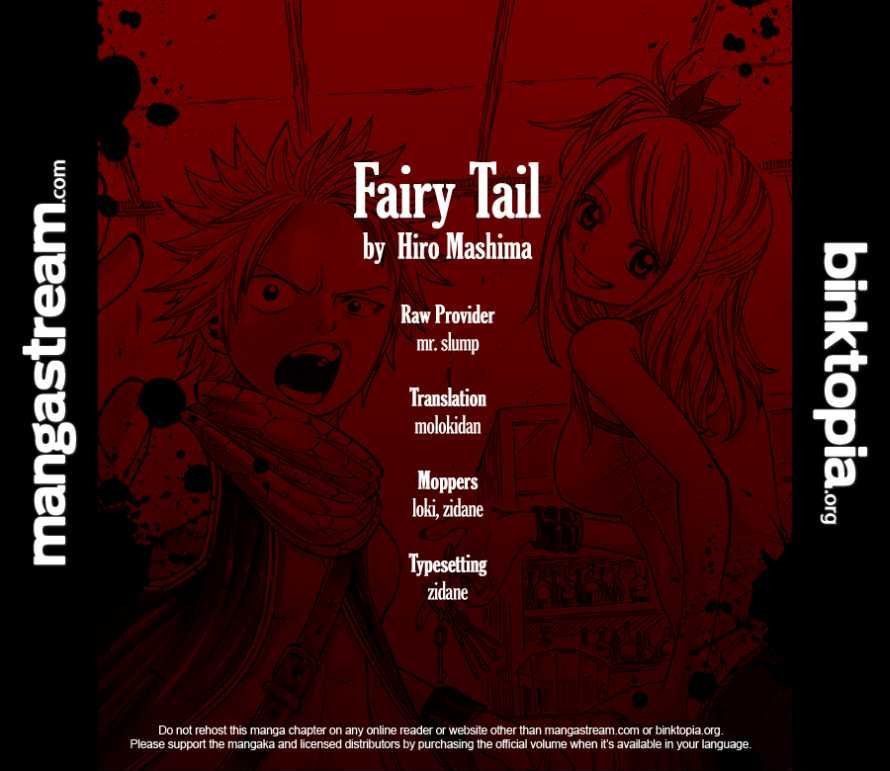 mangastream.com
Fairy Tail
by Hiro Mashima
Raw Provider
mr. slump
Translation
molokidan
Moppers
loki, zidane
Typesetting
zidane
binktopia.org
Do not rehost this manga chapter on any online reader or website other than mangastream.com or binktopia.org.
Please support the mangaka and licensed distributors by purchasing the official volume when it's available in your language.